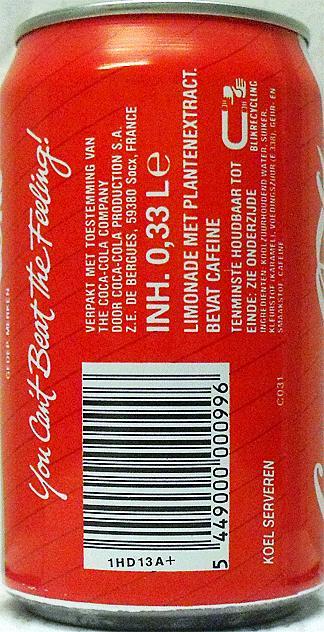 GEDEP. MERKEN
You Can't Beat the Feeling!
VERPAKT MET TOESTEMMING VAN
THE COCA-COLA COMPANY
DOOR COCA-COLA PRODUCTION S.A.
Z.E. DE BERGUES, 59380 SOCX, FRANCE
INH. 0,33 L e
LIMONADE MET PLANTENEXTRACT.
BEVAT CAFEINE
TENMINSTE HOUDBAAR TOT
EINDE: ZIE ONDERZIJDE
INGREDIENTEN: KOOLZUURHOUDEND WATER, SUIKER,
KLEURSTOF (KARAMEL), VOEDINGSZUUR (E 338), GEUR- EN
SMAAKSTOF, CAFEINE
BLIKRECYCLING
C031
1HD13A+
5 449000 000996
KOEL SERVEREN